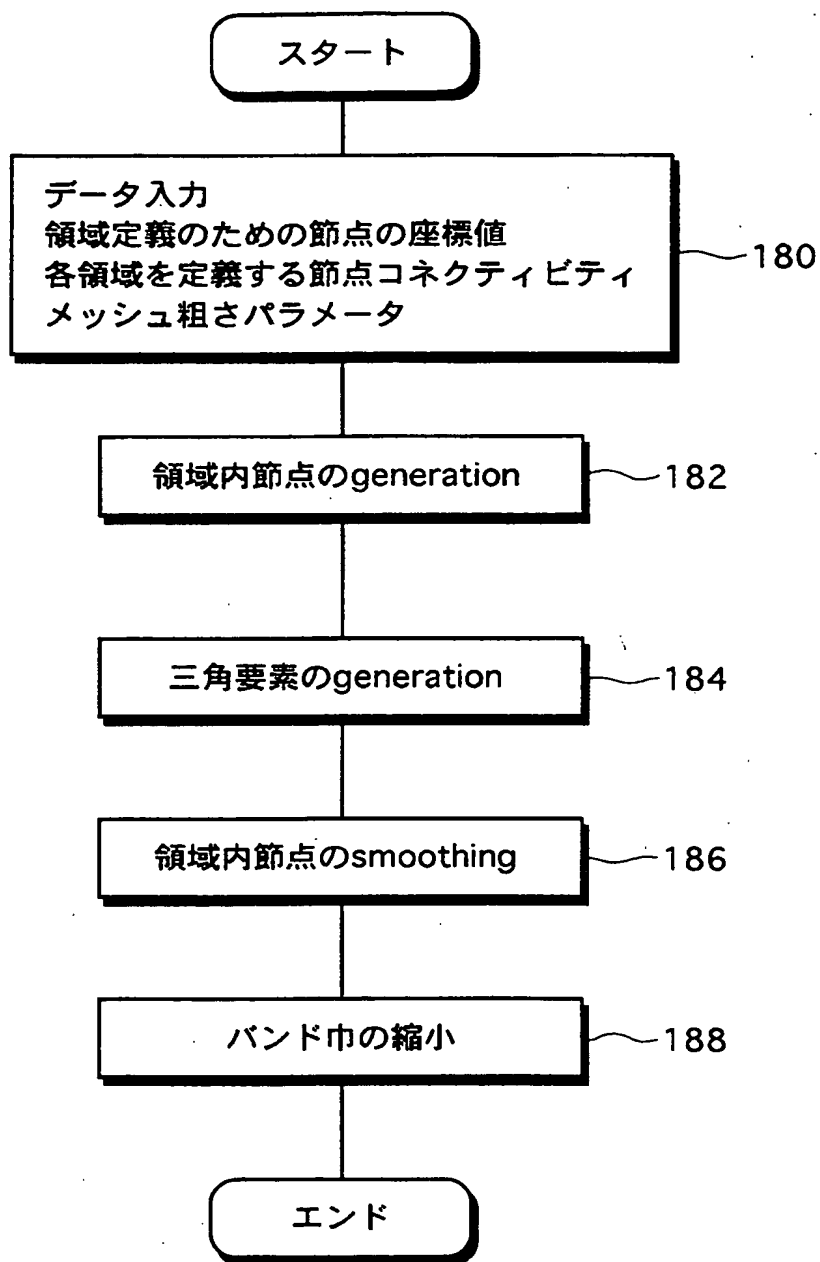 スタート
データ入力
領域定義のための節点の座標値
各領域を定義する節点コネクティビティ
メッシュ粗さパラメータ
180
領域内節点のgeneration
182
三角要素のgeneration
184
領域内節点のsmoothing
186
バンド巾の縮小
188
エンド